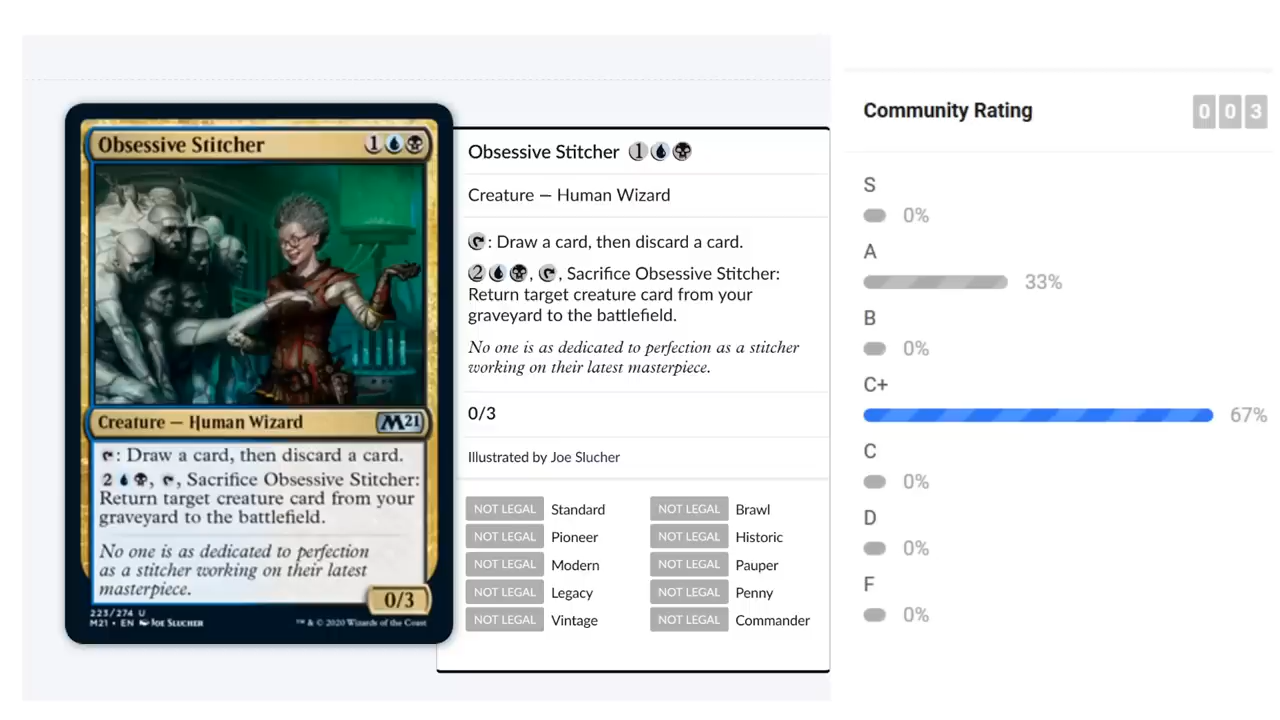 Obsessive Stitcher 1
Creature — Human Wizard
M21
: Draw a card, then discard a card.
2 , , Sacrifice Obsessive Stitcher:
Return target creature card from your
graveyard to the battlefield.
No one is as dedicated to perfection
as a stitcher working on their latest
masterpiece.
0/3
223/274 U
M21 • EN Joe Slucher
™ & © 2020 Wizards of the Coast
Obsessive Stitcher 1
Creature — Human Wizard
: Draw a card, then discard a card.
2 , , Sacrifice Obsessive Stitcher:
Return target creature card from your
graveyard to the battlefield.
No one is as dedicated to perfection as a stitcher
working on their latest masterpiece.
0/3
Illustrated by Joe Slucher
NOT LEGAL Standard NOT LEGAL Brawl
NOT LEGAL Pioneer NOT LEGAL Historic
NOT LEGAL Modern NOT LEGAL Pauper
NOT LEGAL Legacy NOT LEGAL Penny
NOT LEGAL Vintage NOT LEGAL Commander
Community Rating 0 0 3
S
0%
A
33%
B
0%
C+
67%
C
0%
D
0%
F
0%